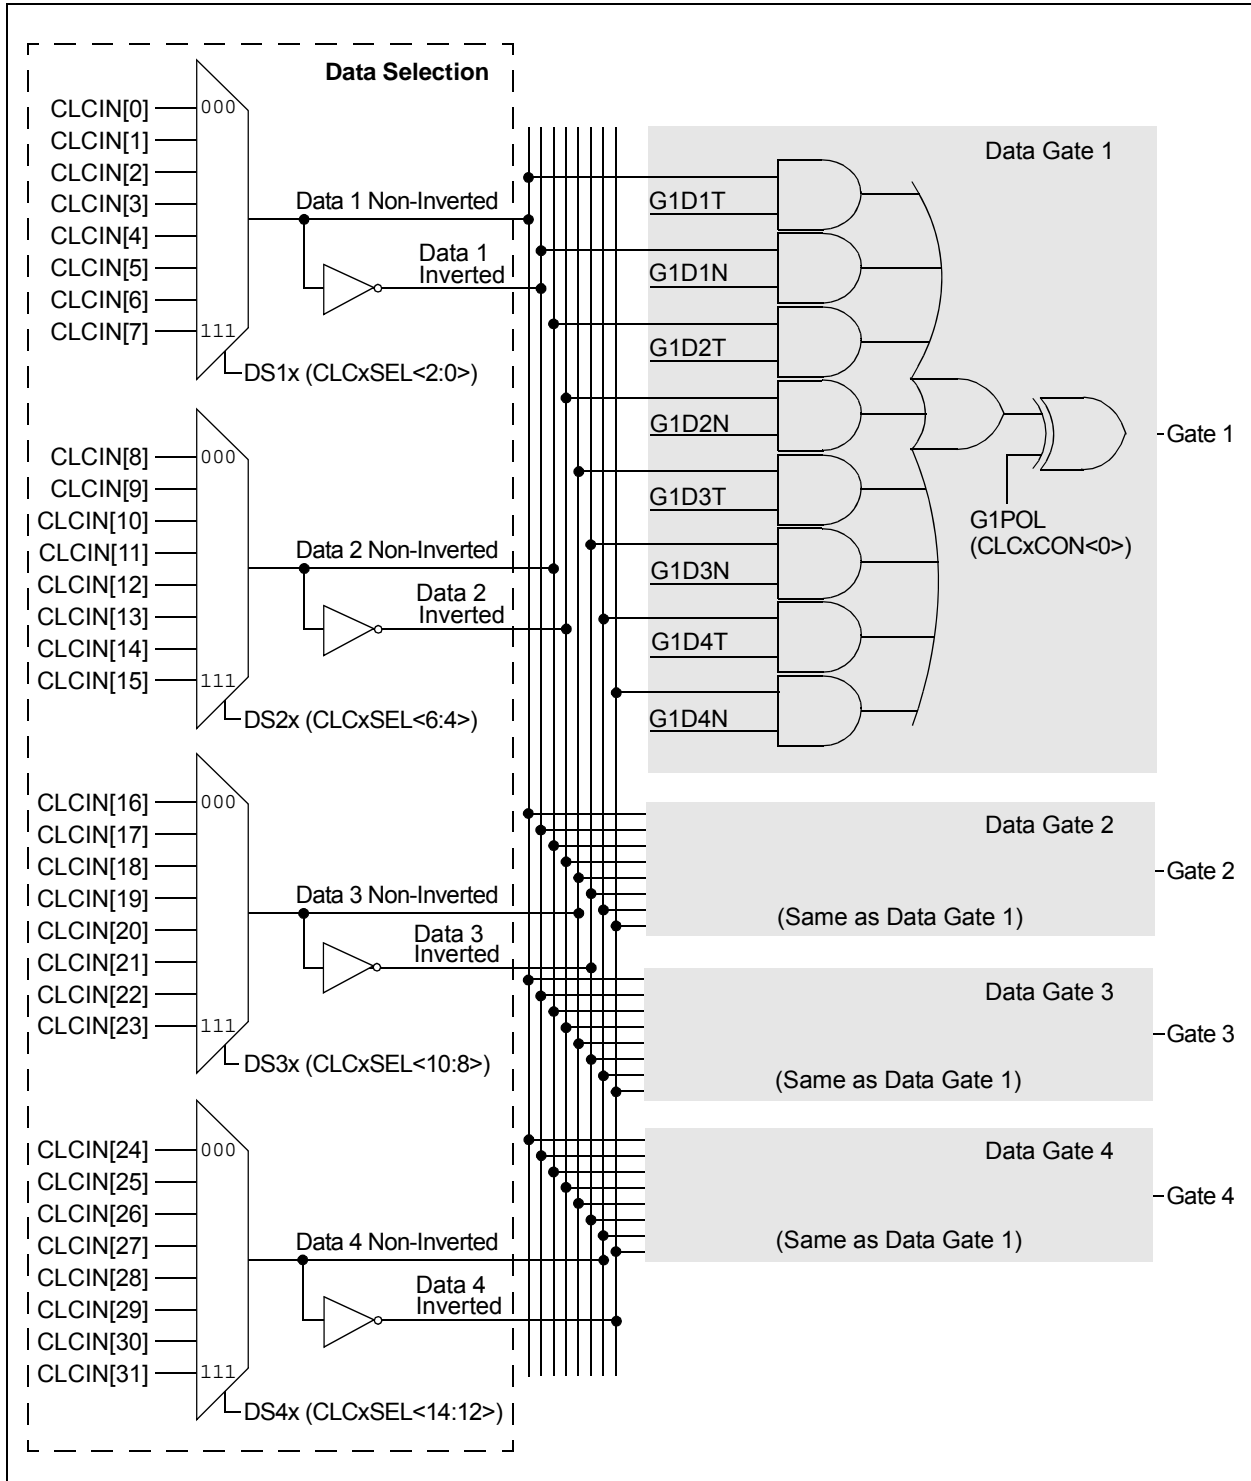 Data Selection
CLCIN[0]
CLCIN[1]
CLCIN[2]
CLCIN[3]
CLCIN[4]
CLCIN[5]
CLCIN[6]
CLCIN[7]
000
111
Data 1 Non-Inverted
Data 1
Inverted
DS1x (CLCxSEL<2:0>)
CLCIN[8]
CLCIN[9]
CLCIN[10]
CLCIN[11]
CLCIN[12]
CLCIN[13]
CLCIN[14]
CLCIN[15]
000
111
Data 2 Non-Inverted
Data 2
Inverted
DS2x (CLCxSEL<6:4>)
CLCIN[16]
CLCIN[17]
CLCIN[18]
CLCIN[19]
CLCIN[20]
CLCIN[21]
CLCIN[22]
CLCIN[23]
000
111
Data 3 Non-Inverted
Data 3
Inverted
DS3x (CLCxSEL<10:8>)
CLCIN[24]
CLCIN[25]
CLCIN[26]
CLCIN[27]
CLCIN[28]
CLCIN[29]
CLCIN[30]
CLCIN[31]
000
111
Data 4 Non-Inverted
Data 4
Inverted
DS4x (CLCxSEL<14:12>)
Data Gate 1
G1D1T
G1D1N
G1D2T
G1D2N
G1D3T
G1D3N
G1D4T
G1D4N
G1POL
(CLCxCON<0>)
Gate 1
Data Gate 2
(Same as Data Gate 1)
Gate 2
Data Gate 3
(Same as Data Gate 1)
Gate 3
Data Gate 4
(Same as Data Gate 1)
Gate 4